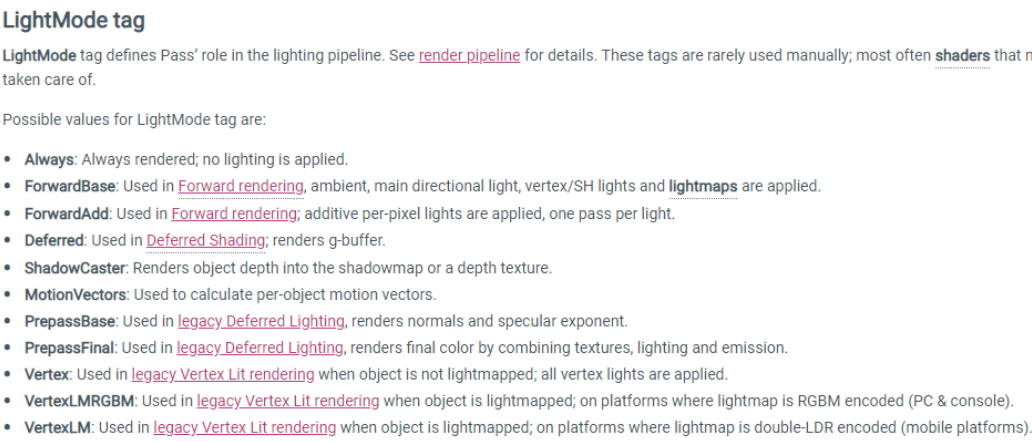 LightMode tag
LightMode tag defines Pass’ role in the lighting pipeline. See render pipeline for details. These tags are rarely used manually; most often shaders that
taken care of.
Possible values for LightMode tag are:
• Always: Always rendered; no lighting is applied.
• ForwardBase: Used in Forward rendering, ambient, main directional light, vertex/SH lights and lightmaps are applied.
• ForwardAdd: Used in Forward rendering; additive per-pixel lights are applied, one pass per light.
• Deferred: Used in Deferred Shading; renders g-buffer.
• ShadowCaster: Renders object depth into the shadowmap or a depth texture.
• MotionVectors: Used to calculate per-object motion vectors.
• PrepassBase: Used in legacy Deferred Lighting, renders normals and specular exponent.
• PrepassFinal: Used in legacy Deferred Lighting, renders final color by combining textures, lighting and emission.
• Vertex: Used in legacy Vertex Lit rendering when object is not lightmapped; all vertex lights are applied.
• VertexLMRGBM: Used in legacy Vertex Lit rendering when object is lightmapped; on platforms where lightmap is RGBM encoded (PC & console).
• VertexLM: Used in legacy Vertex Lit rendering when object is lightmapped; on platforms where lightmap is double-LDR encoded (mobile platforms).